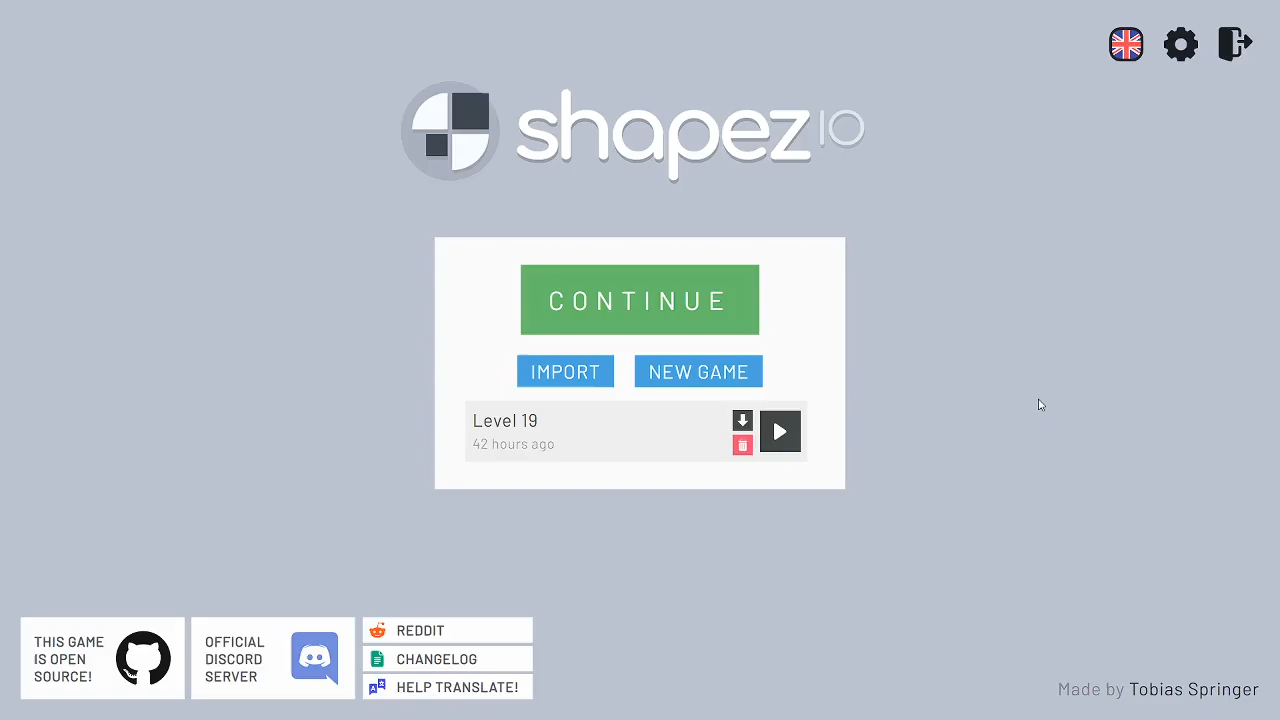 shapez IO
CONTINUE
IMPORT
NEW GAME
Level 19
42 hours ago
THIS GAME
IS OPEN
SOURCE!
OFFICIAL
DISCORD
SERVER
REDDIT
CHANGELOG
HELP TRANSLATE!
Made by Tobias Springer